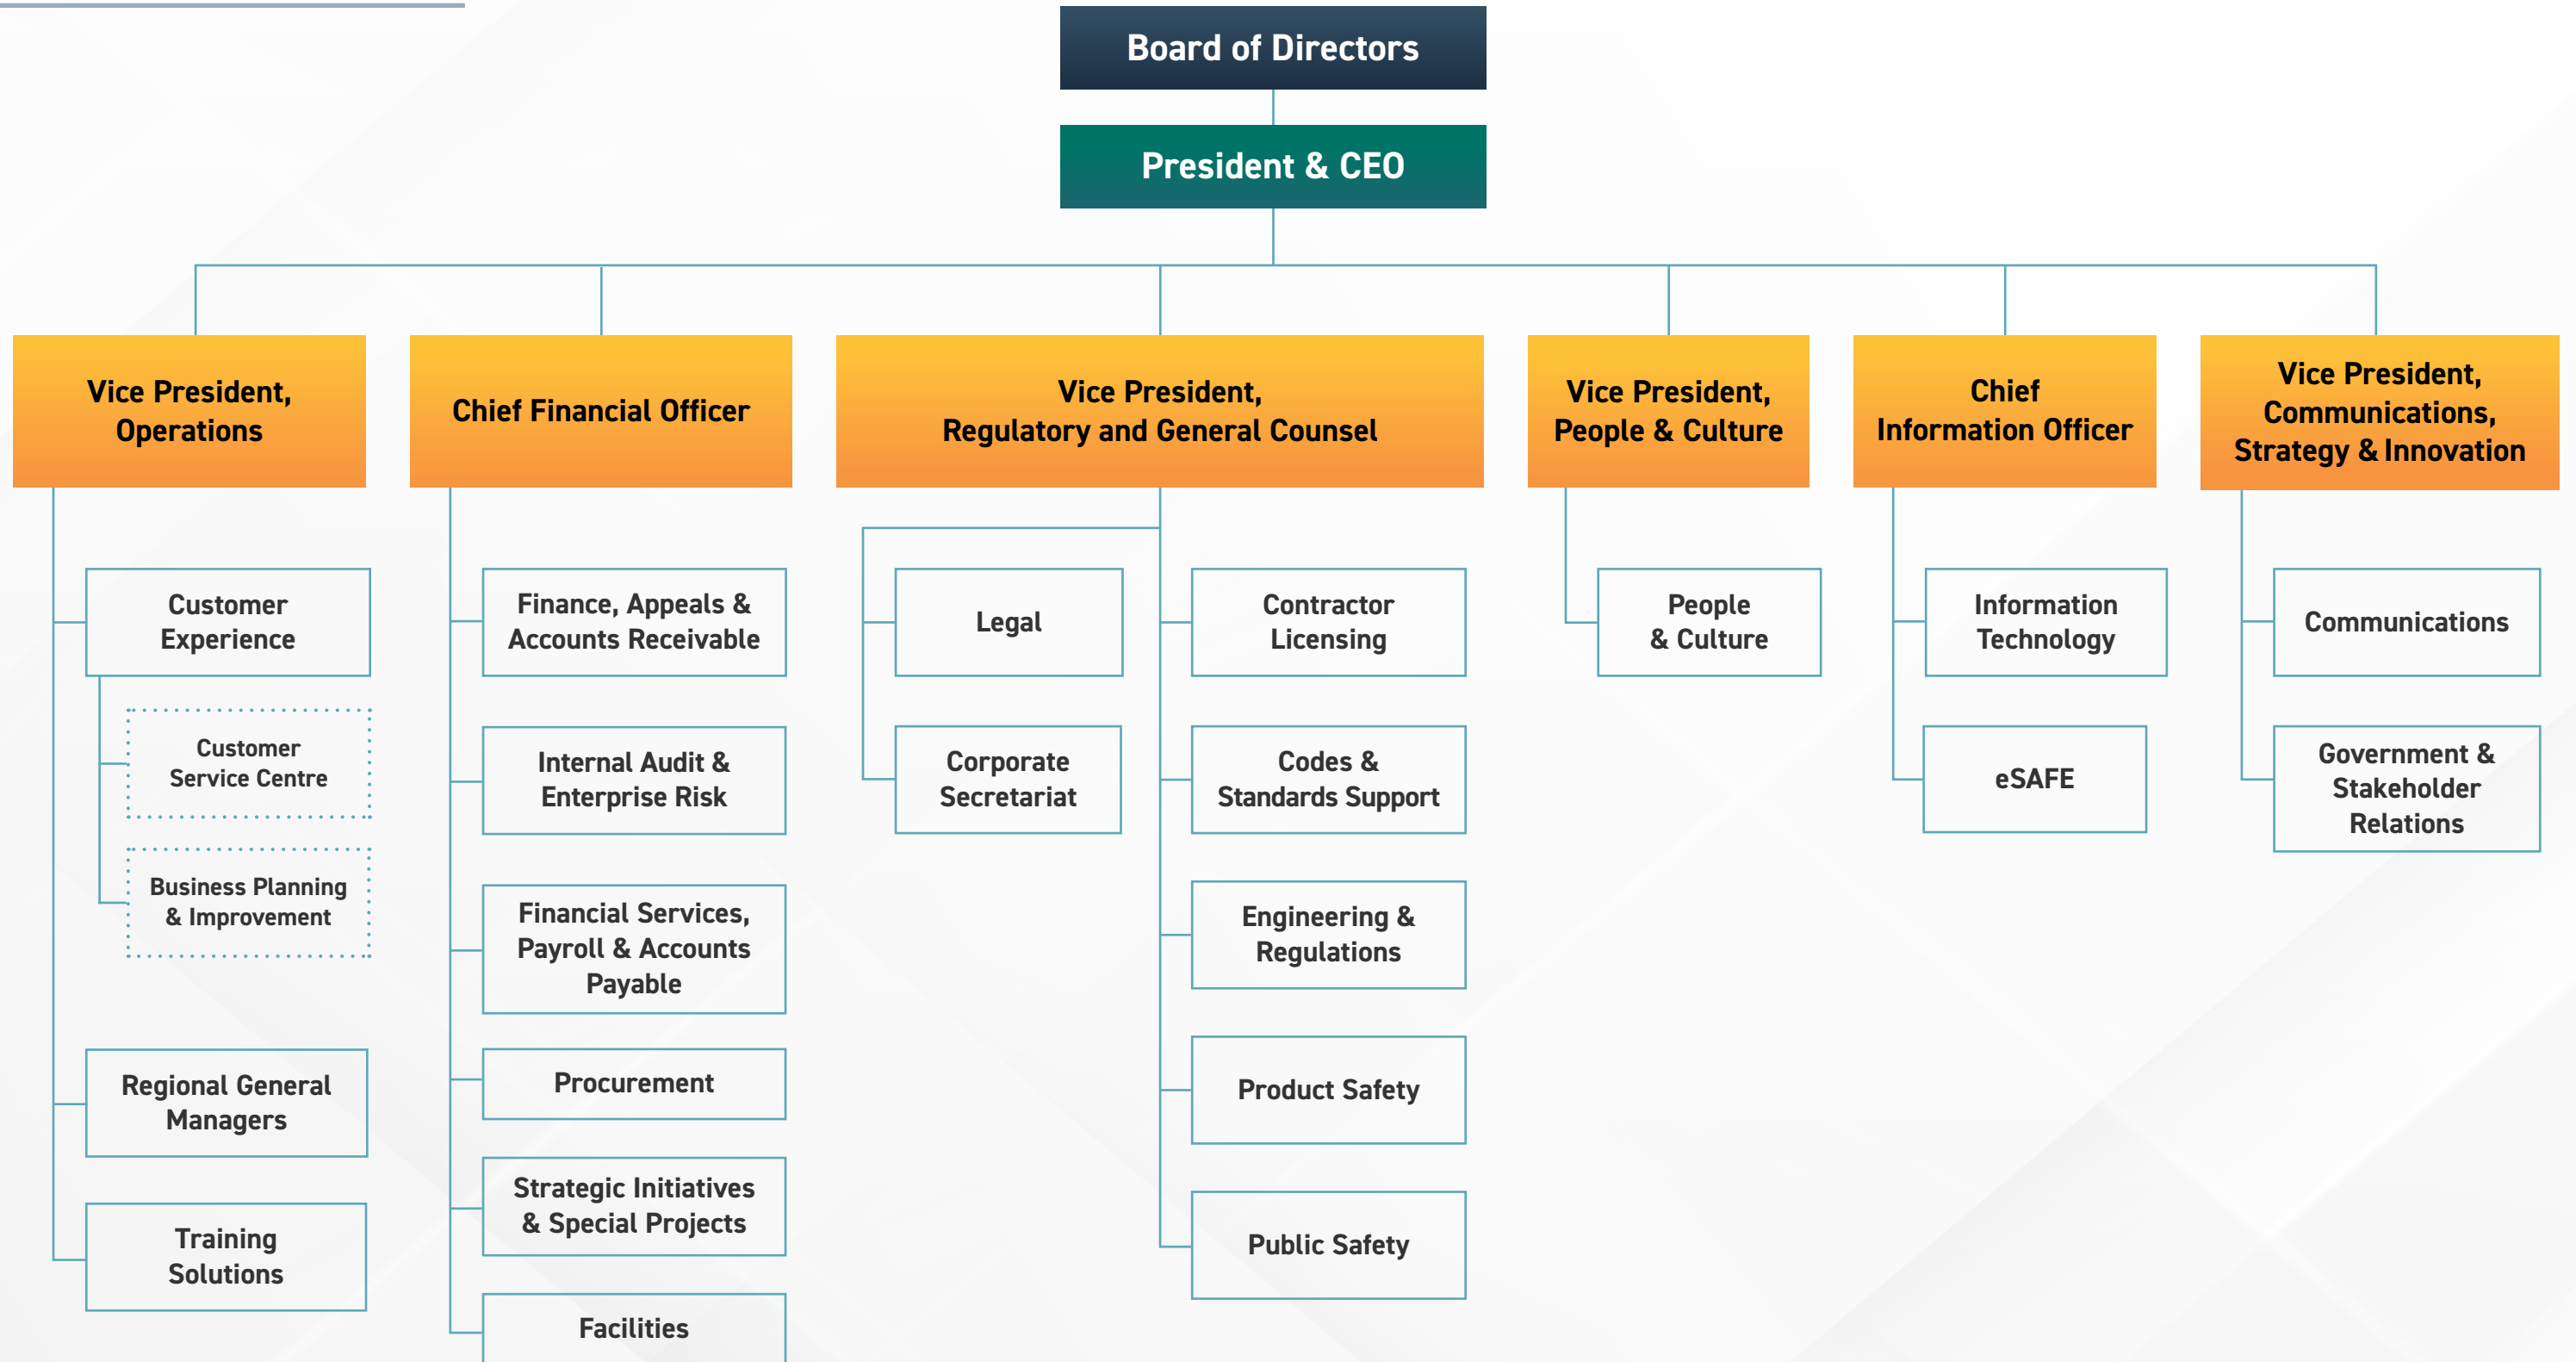 Board of Directors
President & CEO
Vice President,
Operations
Customer
Experience
Customer
Service Centre
Business Planning
& Improvement
Regional General
Managers
Training
Solutions
Chief Financial Officer
Finance, Appeals &
Accounts Receivable
Internal Audit &
Enterprise Risk
Financial Services,
Payroll & Accounts
Payable
Procurement
Strategic Initiatives
& Special Projects
Facilities
Vice President,
Regulatory and General Counsel
Legal
Corporate
Secretariat
Contractor
Licensing
Codes &
Standards Support
Engineering &
Regulations
Product Safety
Public Safety
Vice President,
People & Culture
People
& Culture
Chief
Information Officer
Information
Technology
eSAFE
Vice President,
Communications,
Strategy & Innovation
Communications
Government &
Stakeholder
Relations